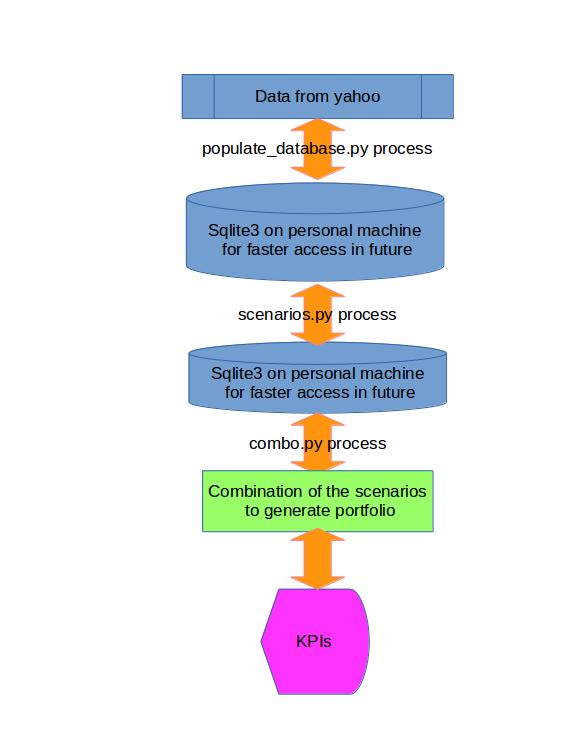 Data from yahoo
populate_database.py process
Sqlite3 on personal machine
for faster access in future
scenarios.py process
Sqlite3 on personal machine
for faster access in future
combo.py process
Combination of the scenarios
to generate portfolio
KPIs